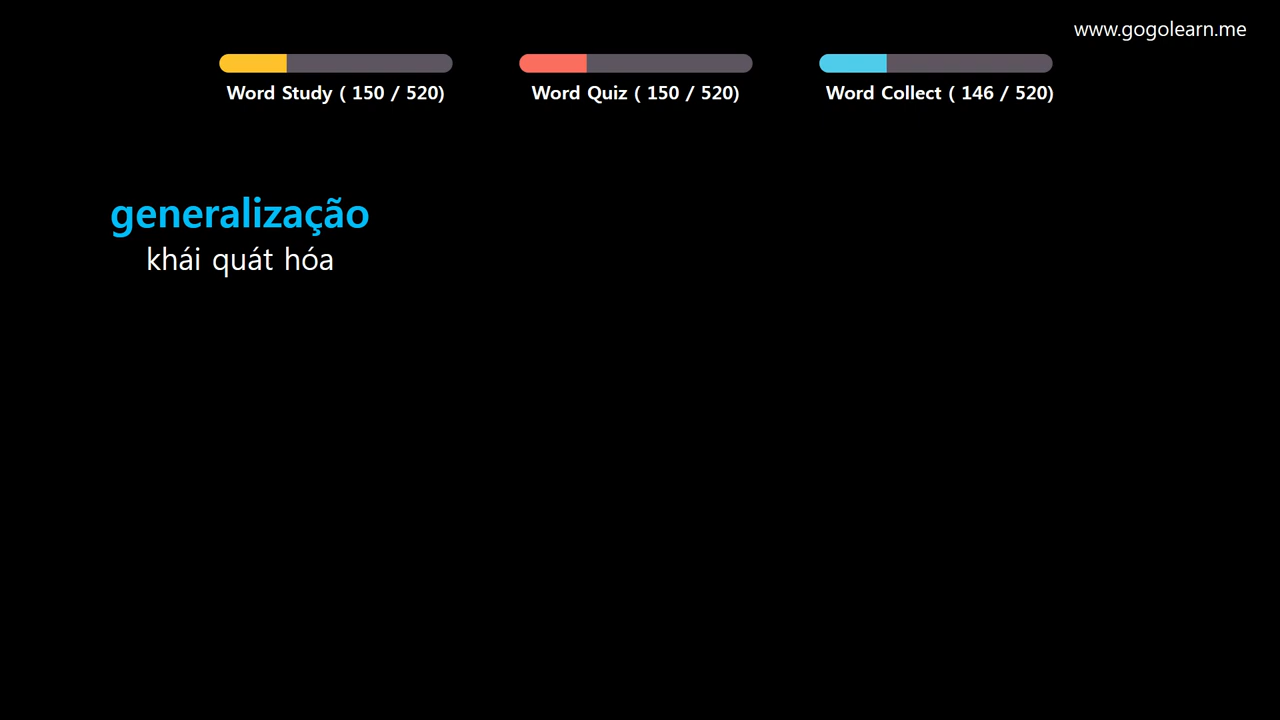 www.gogolearn.me
Word Study ( 150 / 520)
Word Quiz ( 150 / 520)
Word Collect ( 146 / 520)
generalização
khái quát hóa